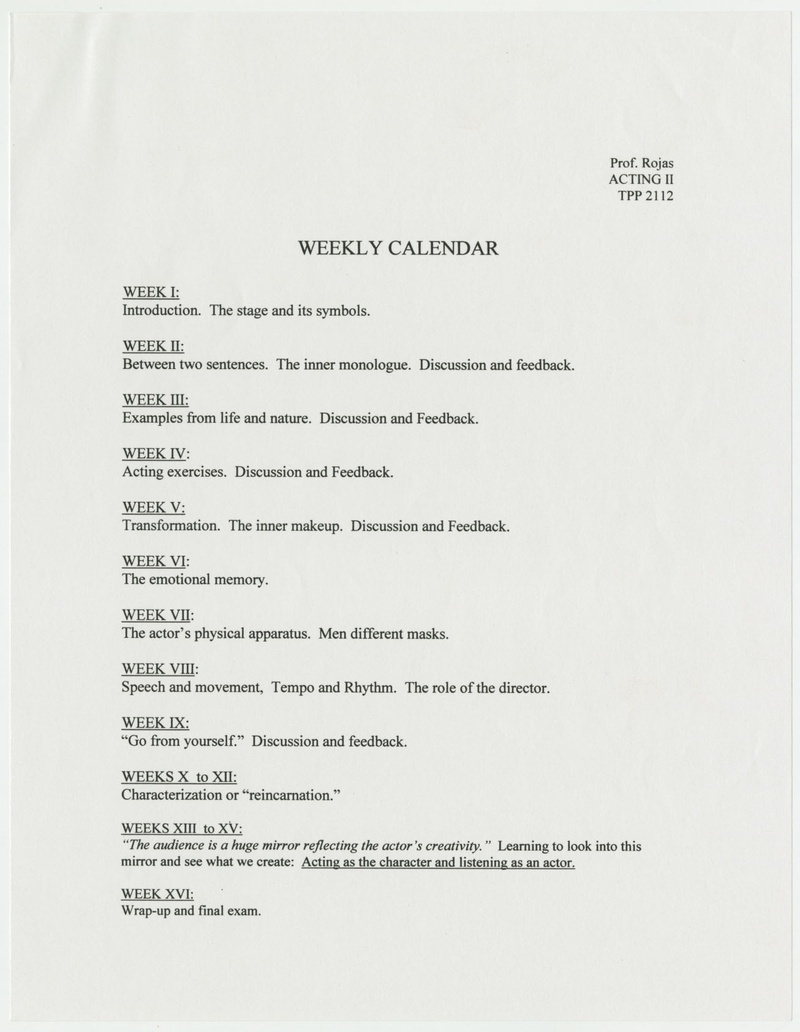 Prof. Rojas
ACTING II
TPP 2112
WEEKLY CALENDAR
WEEK I:
Introduction. The stage and its symbols.
WEEK II:
Between two sentences. The inner monologue. Discussion and feedback.
WEEK III:
Examples from life and nature. Discussion and Feedback.
WEEK IV:
Acting exercises. Discussion and Feedback.
WEEK V:
Transformation. The inner makeup. Discussion and Feedback.
WEEK VI:
The emotional memory.
WEEK VII:
The actor's physical apparatus. Men different masks.
WEEK VIII:
Speech and movement, Tempo and Rhythm. The role of the director.
WEEK IX:
"Go from yourself." Discussion and feedback.
WEEKS X to XII:
Characterization or "reincarnation."
WEEKS XIII to XV:
"The audience is a huge mirror reflecting the actor's creativity." Learning to look into this
mirror and see what we create: Acting as the character and listening as an actor.
WEEK XVI:
Wrap-up and final exam.